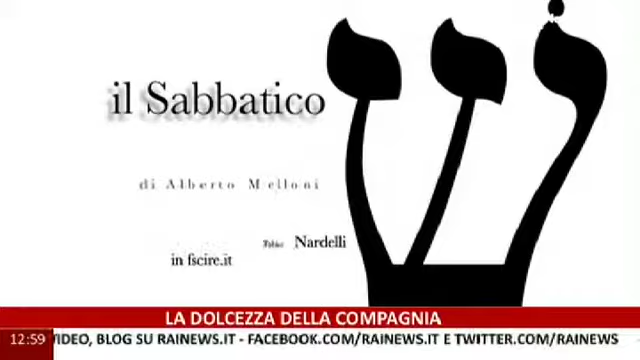 il Sabbatico
שׁ
di Alberto Melloni
Fabio Nardelli
in fscire.it
LA DOLCEZZA DELLA COMPAGNIA
12:59
VIDEO, BLOG SU RAINEWS.IT - FACEBOOK.COM/RAINEWS.IT E TWITTER.COM/RAINEWS